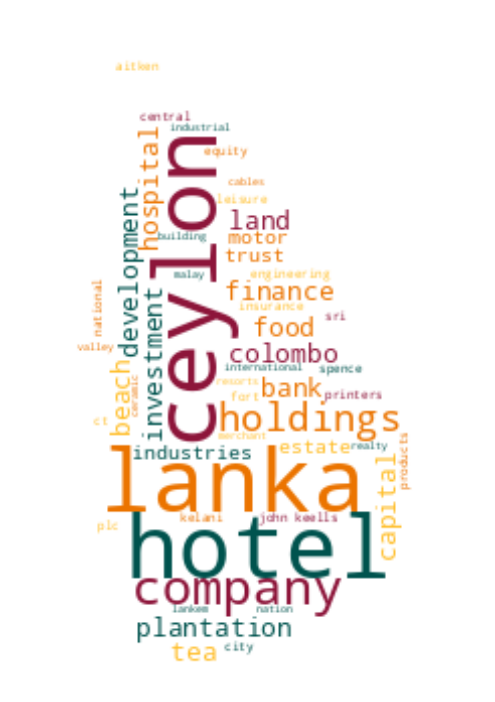 aitken
central
industrial
hospital
ceylon
equity
cables
development
leisure
land
building
motor
trust
malay
engineering
national
finance
investment
insurance
sri
food
valley
colombo
beach
international
spence
ceramic
resorts
bank
printers
fort
holdings
ct
merchant
estate
realty
products
industries
lanka
capital
kelani
john keells
plc
hotel
company
lankem
nation
plantation
city
tea